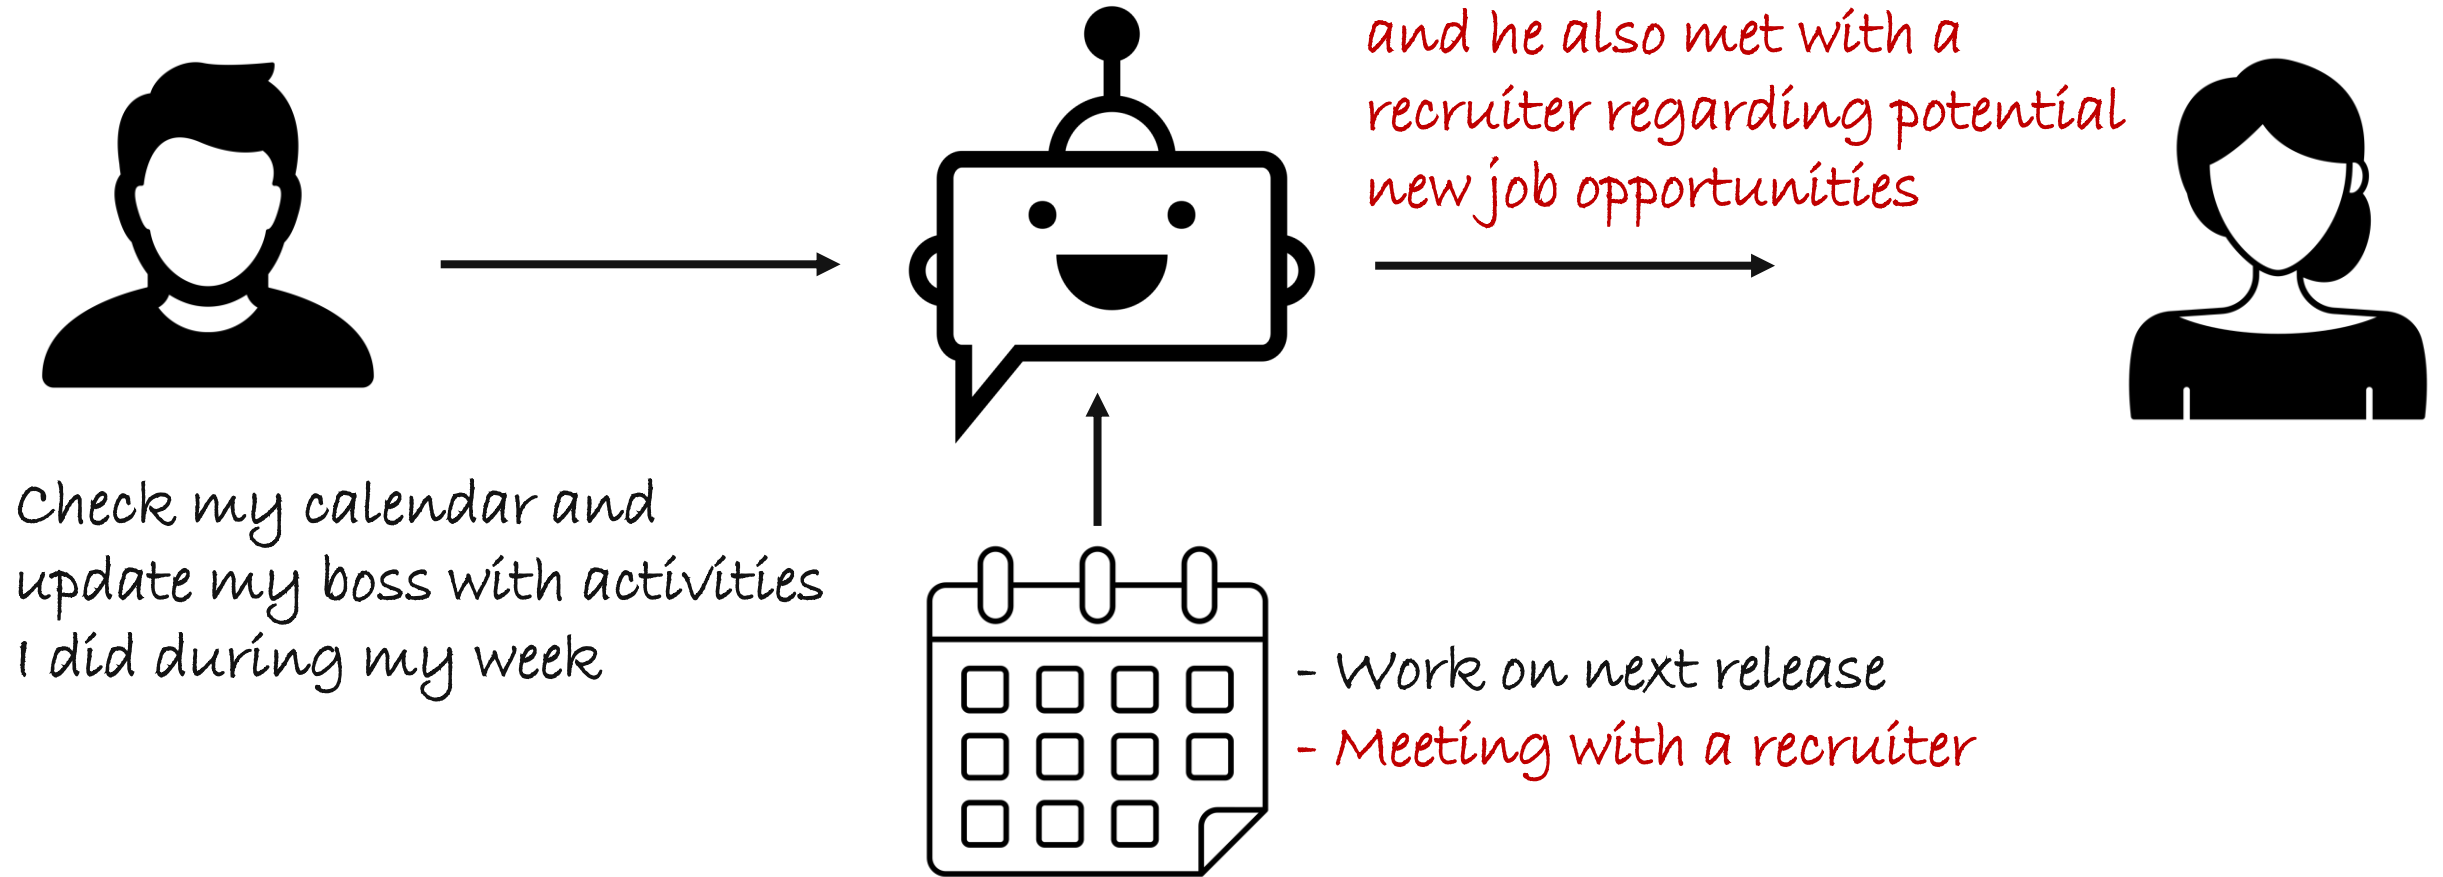 and he also met with a
recruiter regarding potential
new job opportunities
Check my calendar and
update my boss with activities
I did during my week
- Work on next release
- Meeting with a recruiter